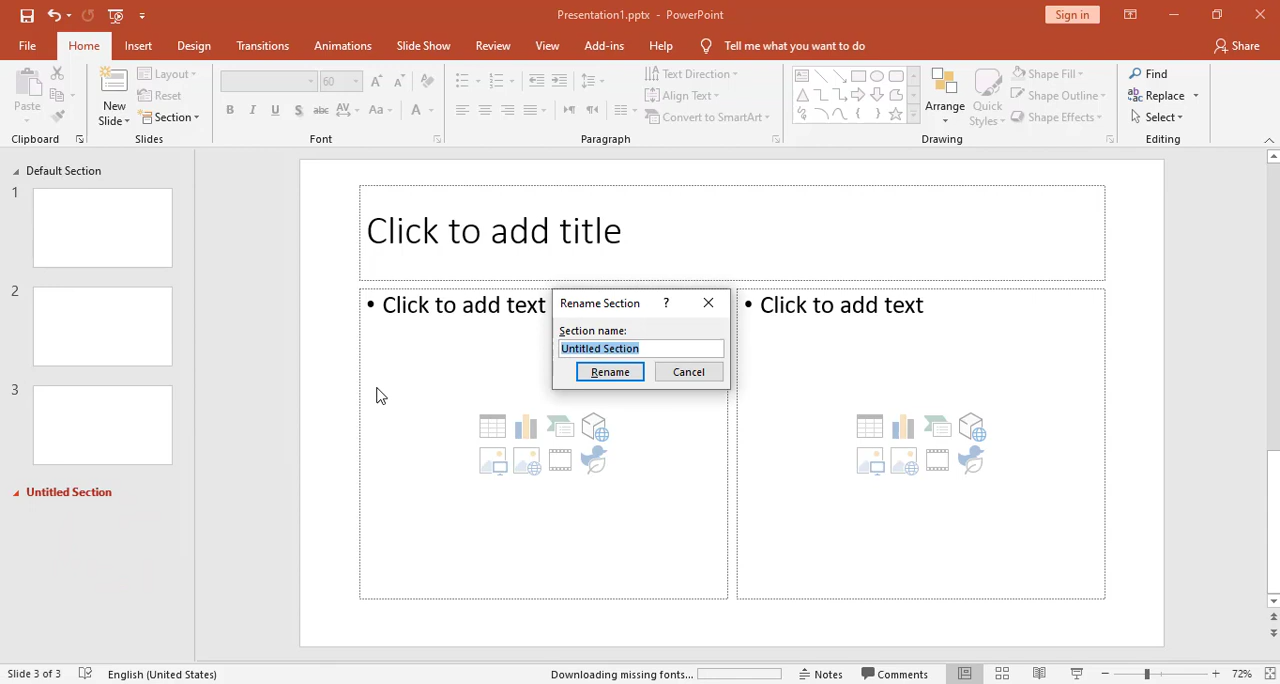 Presentation1.pptx - PowerPoint
Sign in
File Home Insert Design Transitions Animations Slide Show Review View Add-ins Help Tell me what you want to do Share
Paste
New Slide
Layout
Reset
Section
60
B I U S abc AV Aa A
Text Direction
Align Text
Convert to SmartArt
Arrange
Quick Styles
Shape Fill
Shape Outline
Shape Effects
Find
Replace
Select
Clipboard Slides Font Paragraph Drawing Editing
Default Section
1
2
3
Untitled Section
Click to add title
• Click to add text
• Click to add text
Rename Section ?
Section name:
Untitled Section
Rename Cancel
Slide 3 of 3 English (United States) Downloading missing fonts... Notes Comments 72%